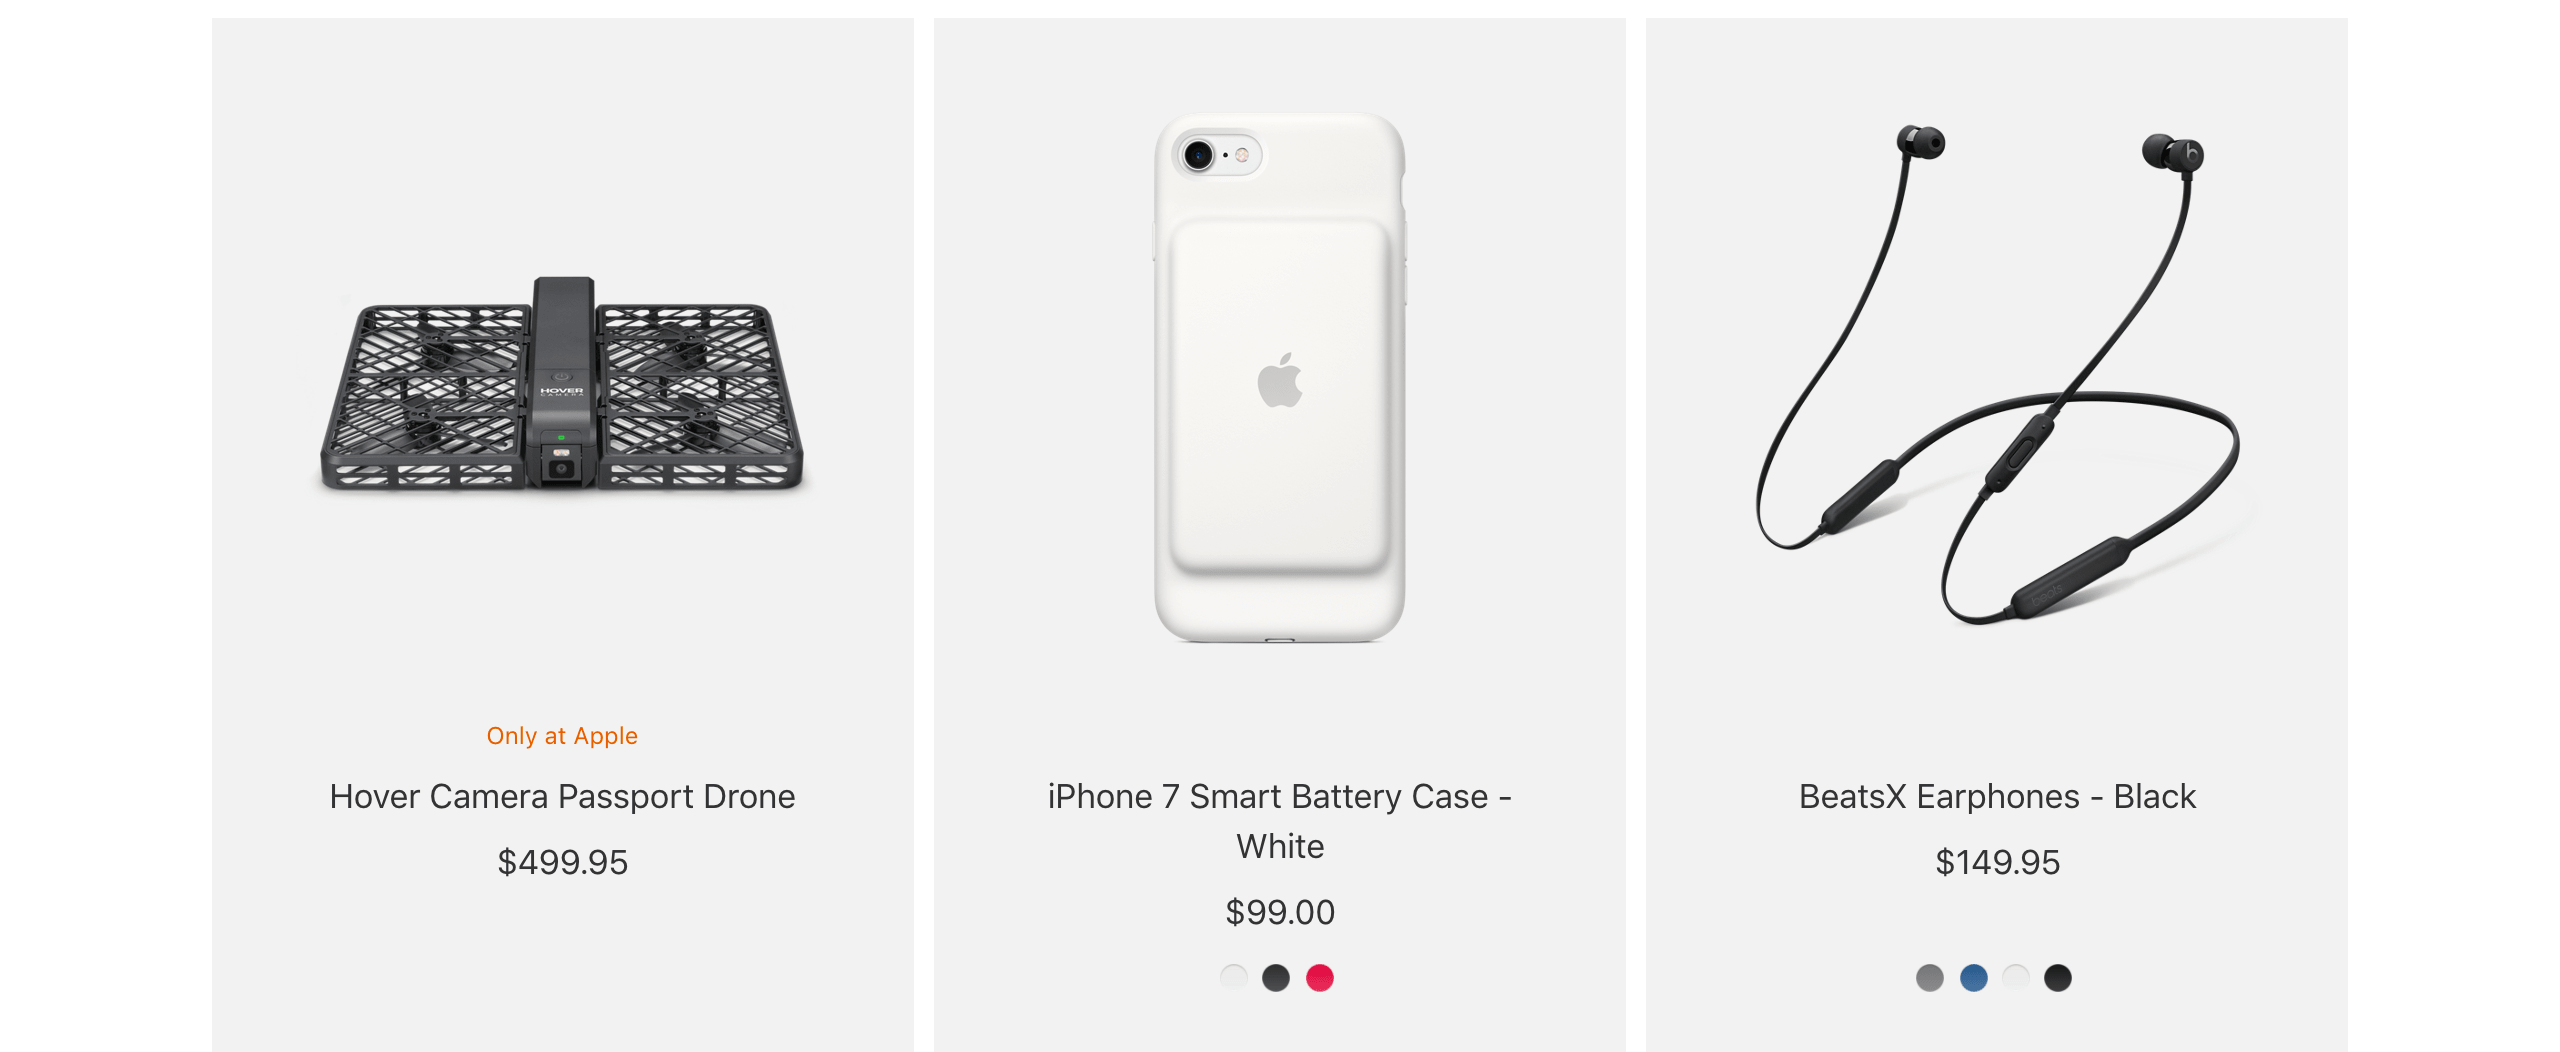 HOVER
CAMERA
Only at Apple
Hover Camera Passport Drone
$499.95
iPhone 7 Smart Battery Case -
White
$99.00
b
beats
BeatsX Earphones - Black
$149.95